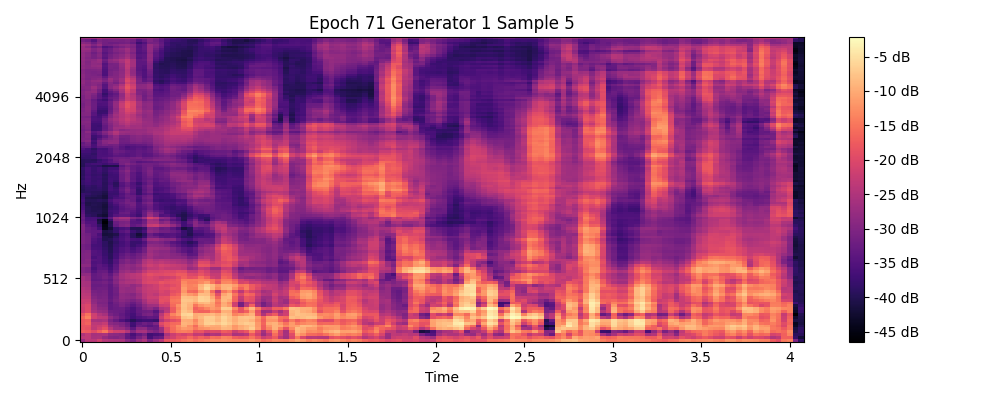 Epoch 71 Generator 1 Sample 5
Hz
4096
2048
1024
512
0
0
0.5
1
1.5
2
2.5
3
3.5
4
Time
-5 dB
-10 dB
-15 dB
-20 dB
-25 dB
-30 dB
-35 dB
-40 dB
-45 dB